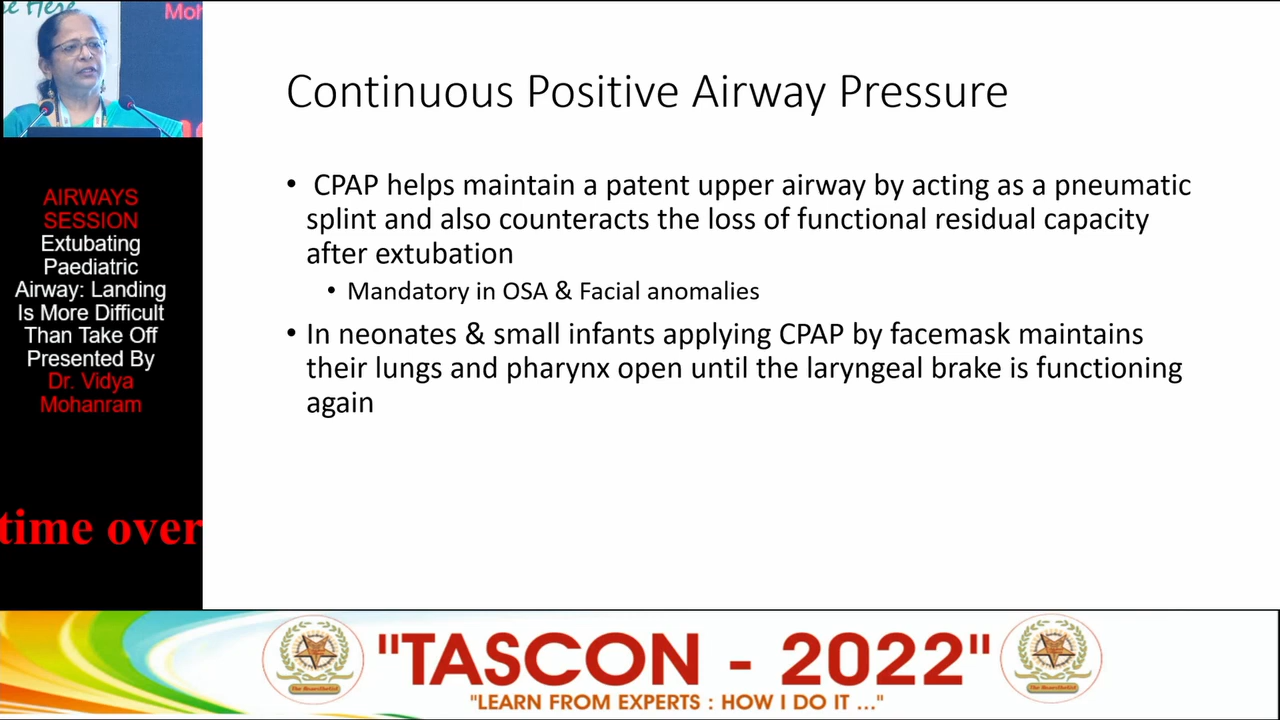 e Here
Moh
AIRWAYS
SESSION
Extubating
Paediatric
Airway: Landing
Is More Difficult
Than Take Off
Presented By
Dr. Vidya
Mohanram
time over
Continuous Positive Airway Pressure
• CPAP helps maintain a patent upper airway by acting as a pneumatic
splint and also counteracts the loss of functional residual capacity
after extubation
• Mandatory in OSA & Facial anomalies
• In neonates & small infants applying CPAP by facemask maintains
their lungs and pharynx open until the laryngeal brake is functioning
again
"TASCON - 2022"
"LEARN FROM EXPERTS : HOW I DO IT ..."